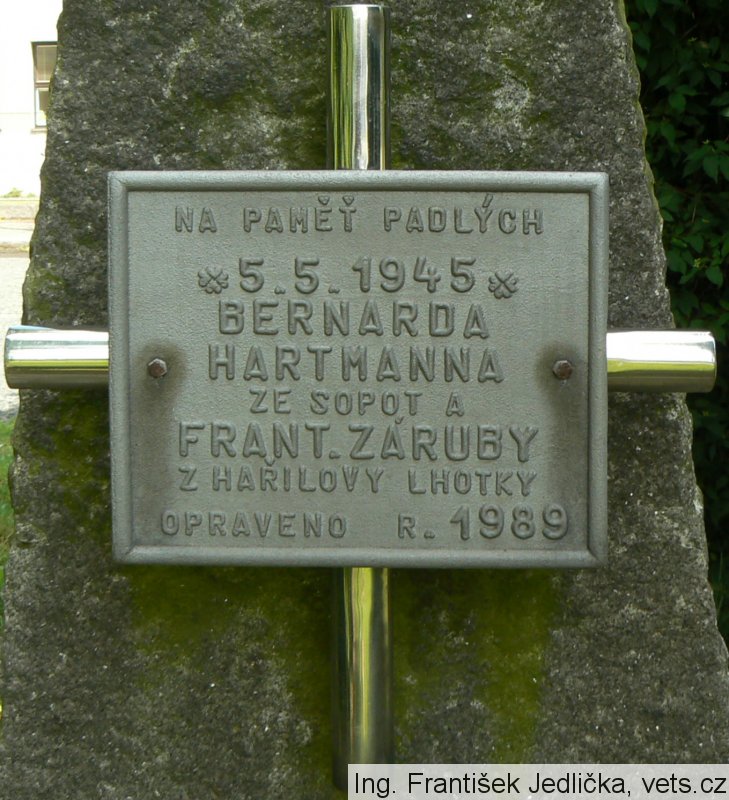 NA PAMĚŤ PADLÝCH
5.5.1945
BERNARDA
HARTMANNA
ZE SOPOT A
FRANT. ZÁRUBY
Z HAŘILOVY LHOTKY
OPRAVENO R. 1989
Ing. František Jedlička, vets.cz